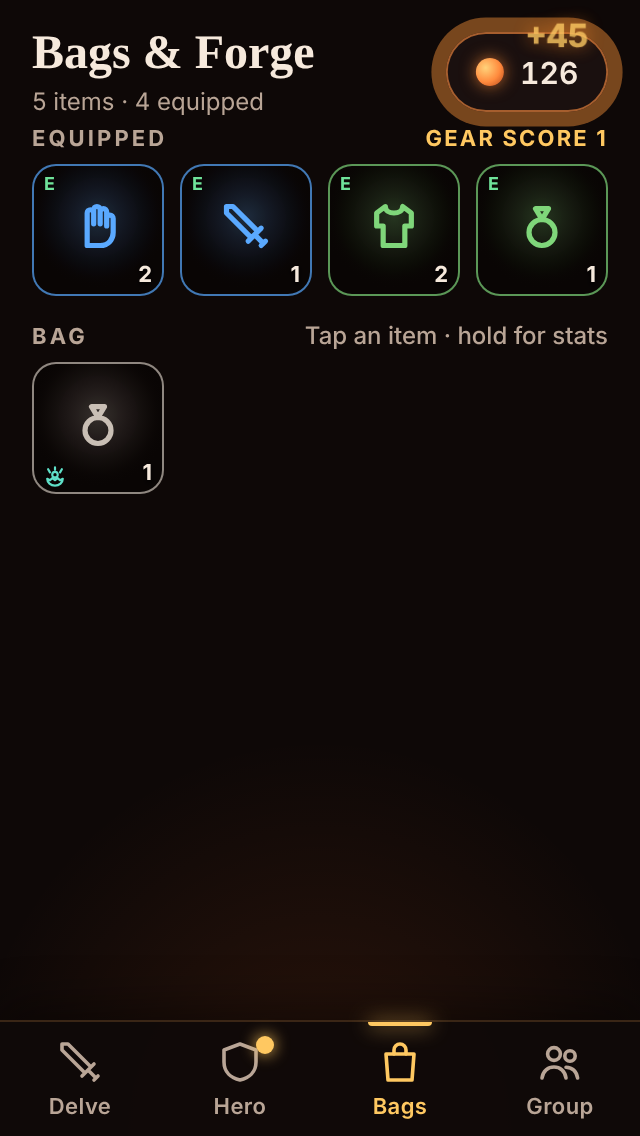 Bags & Forge
+45
126
5 items · 4 equipped
EQUIPPED
GEAR SCORE 1
E
E
E
E
2
1
2
1
BAG
Tap an item · hold for stats
1
Delve
Hero
Bags
Group